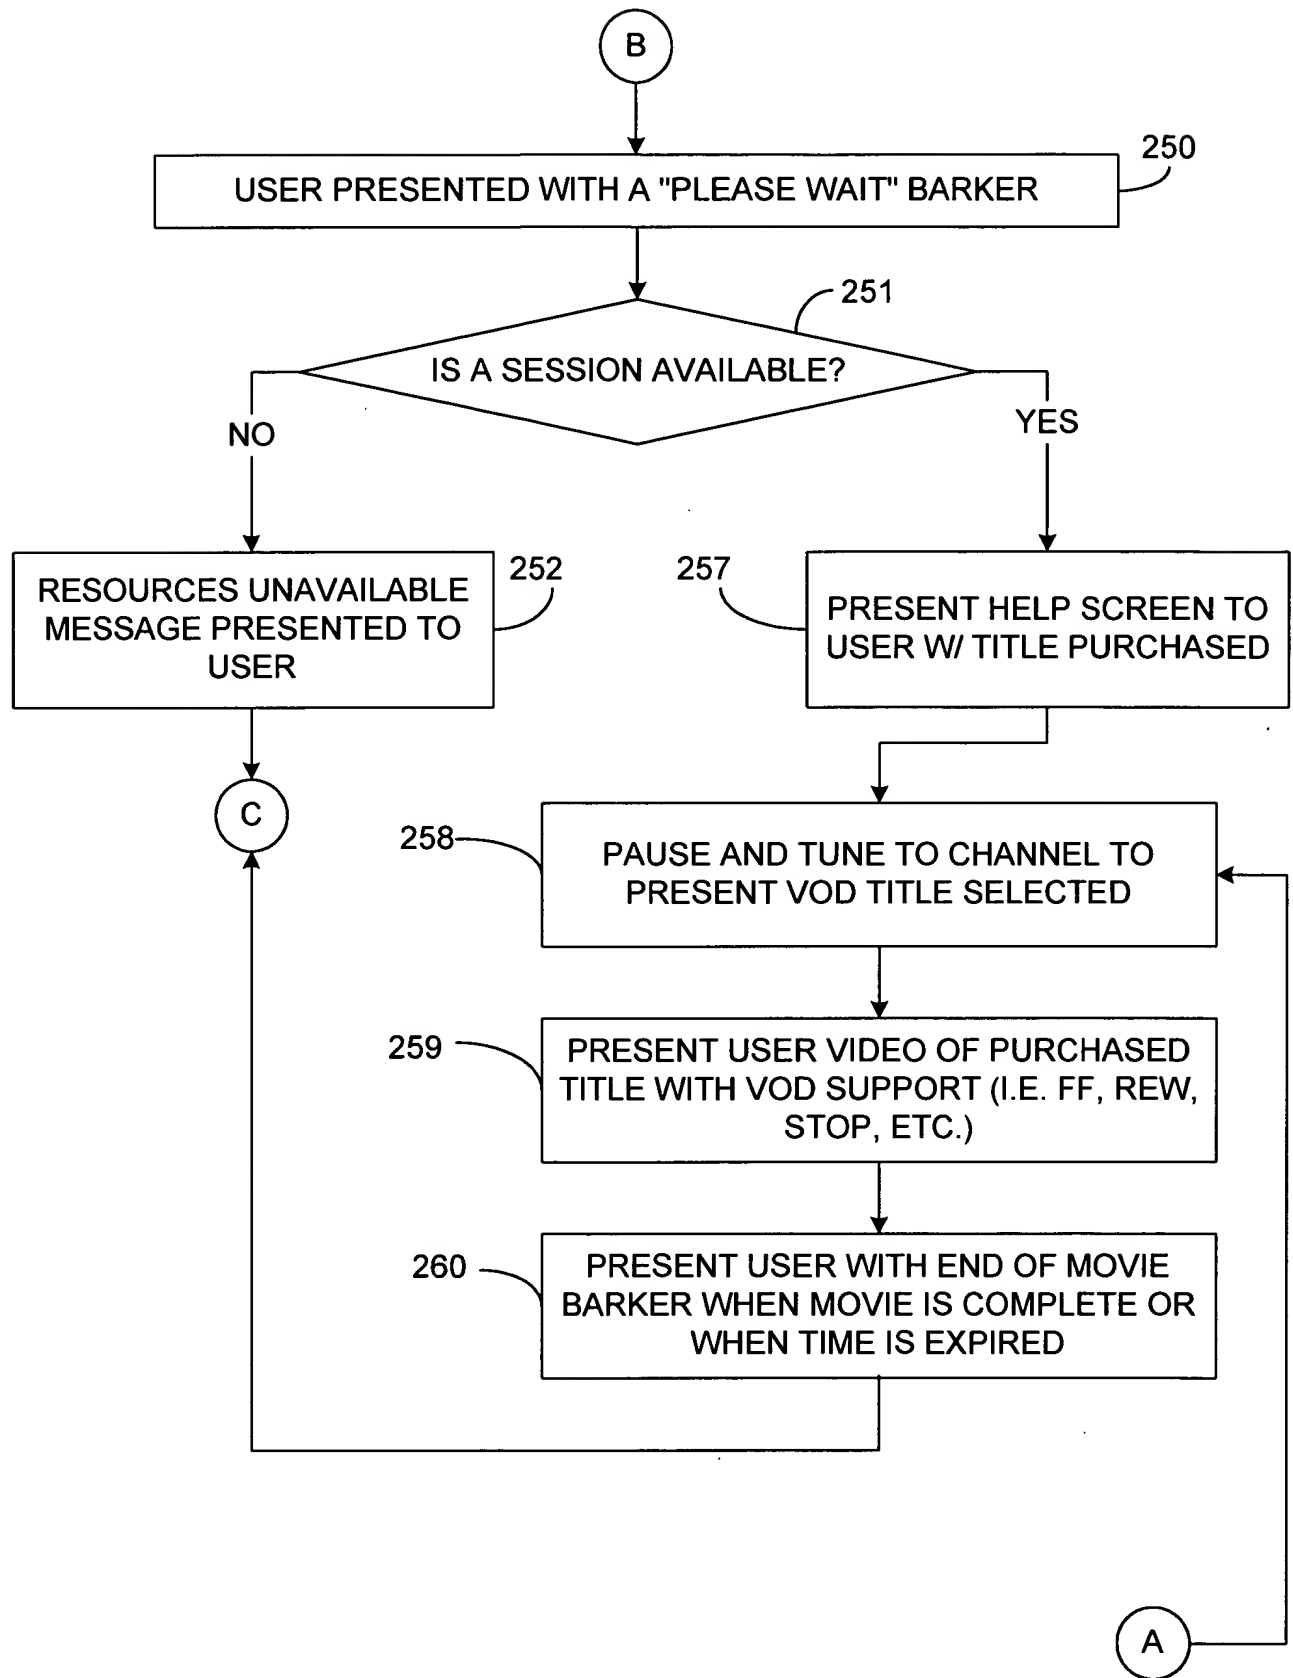 B
250
USER PRESENTED WITH A "PLEASE WAIT" BARKER
251
IS A SESSION AVAILABLE?
NO
YES
252
RESOURCES UNAVAILABLE
MESSAGE PRESENTED TO
USER
257
PRESENT HELP SCREEN TO
USER W/ TITLE PURCHASED
C
258
PAUSE AND TUNE TO CHANNEL TO
PRESENT VOD TITLE SELECTED
259
PRESENT USER VIDEO OF PURCHASED
TITLE WITH VOD SUPPORT (I.E. FF, REW,
STOP, ETC.)
260
PRESENT USER WITH END OF MOVIE
BARKER WHEN MOVIE IS COMPLETE OR
WHEN TIME IS EXPIRED
A